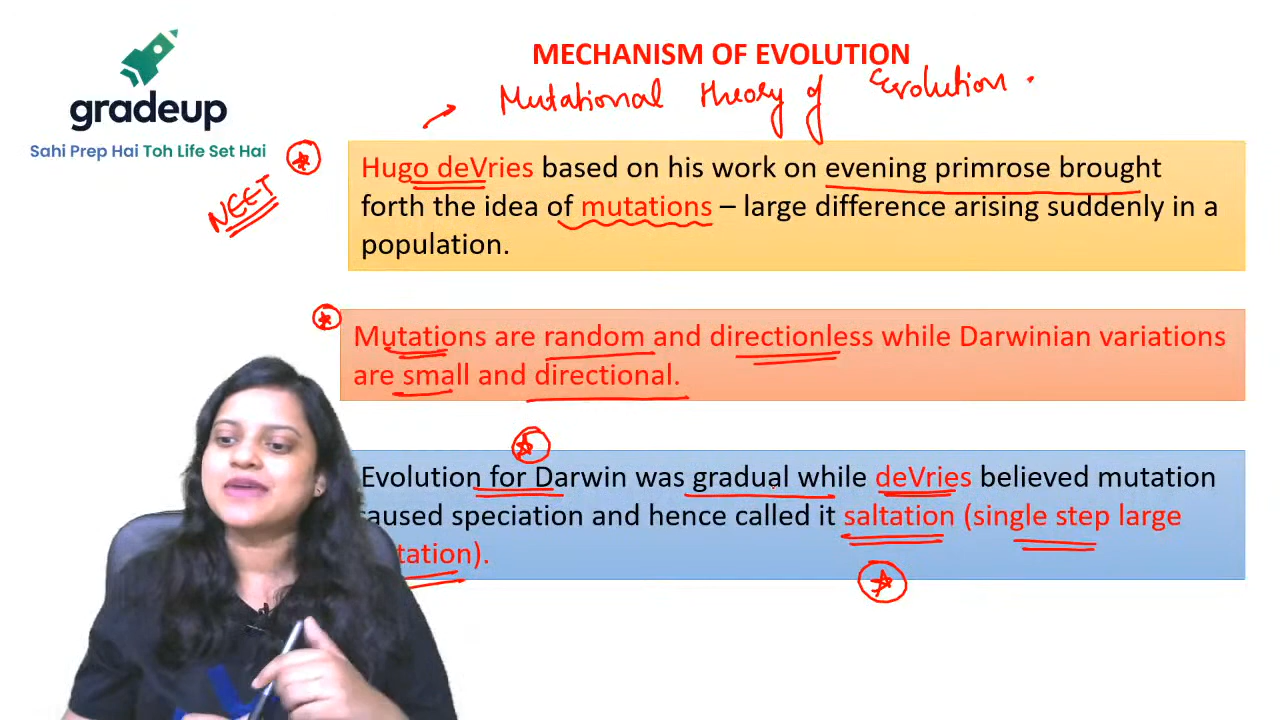 MECHANISM OF EVOLUTION
Mutational Theory of Evolution.
gradeup
Sahi Prep Hai Toh Life Set Hai
NEET
Hugo deVries based on his work on evening primrose brought
forth the idea of mutations – large difference arising suddenly in a
population.
Mutations are random and directionless while Darwinian variations
are small and directional.
Evolution for Darwin was gradual while deVries believed mutation
aused speciation and hence called it saltation (single step large
tation).